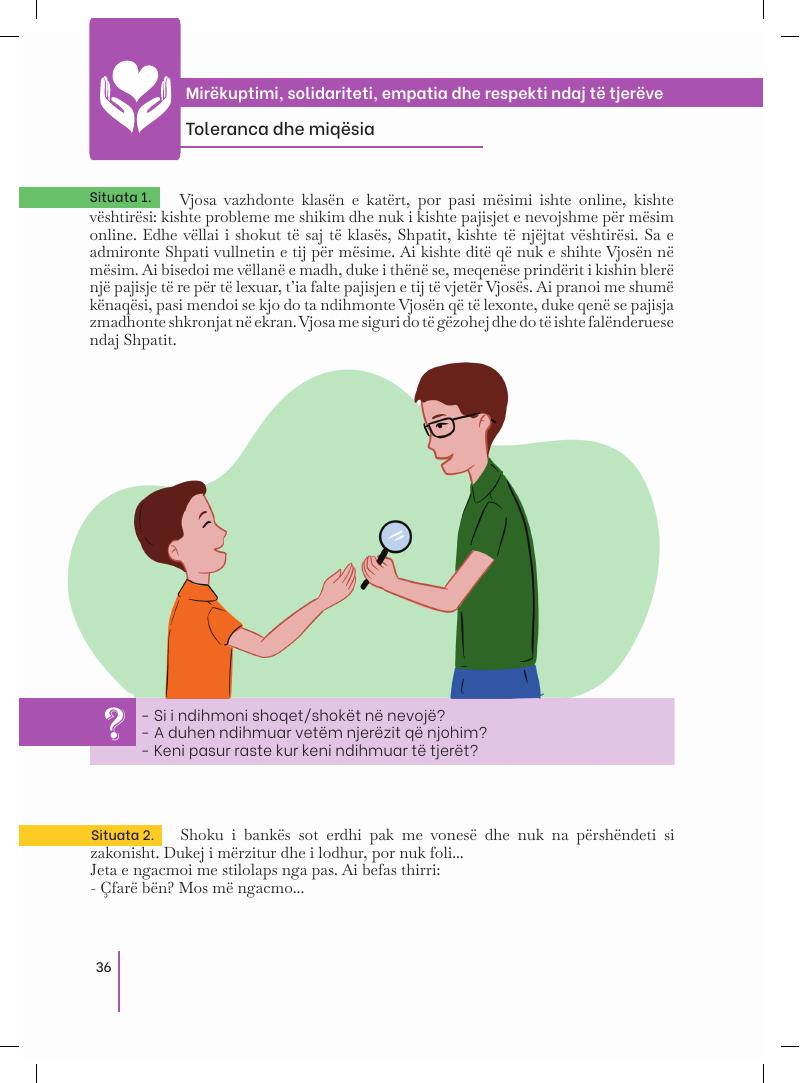 Mirëkuptimi, solidariteti, empatia dhe respekti ndaj të tjerëve
Toleranca dhe miqësia
Situata 1. Vjosa vazhdonte klasën e katërt, por pasi mësimi ishte online, kishte
vështirësi: kishte probleme me shikim dhe nuk i kishte pajisjet e nevojshme për mësim
online. Edhe vëllai i shokut të saj të klasës, Shpatit, kishte të njëjtat vështirësi. Sa e
admironte Shpati vullnetin e tij për mësime. Ai kishte ditë që nuk e shihte Vjosën në
mësim. Ai bisedoi me vëllanë e madh, duke i thënë se, meqenëse prindërit i kishin blerë
një pajisje të re për të lexuar, t’ia falte pajisjen e tij të vjetër Vjosës. Ai pranoi me shumë
kënaqësi, pasi mendoi se kjo do ta ndihmonte Vjosën që të lexonte, duke qenë se pajisja
zmadhonte shkronjat në ekran. Vjosa me siguri do të gëzohej dhe do të ishte falënderuese
ndaj Shpatit.
?
- Si i ndihmoni shoqet/shokët në nevojë?
- A duhen ndihmuar vetëm njerëzit që njohim?
- Keni pasur raste kur keni ndihmuar të tjerët?
Situata 2. Shoku i bankës sot erdhi pak me vonesë dhe nuk na përshëndeti si
zakonisht. Dukej i mërzitur dhe i lodhur, por nuk foli...
Jeta e ngacmoi me stilolaps nga pas. Ai befas thirri:
- Çfarë bën? Mos më ngacmo...
36